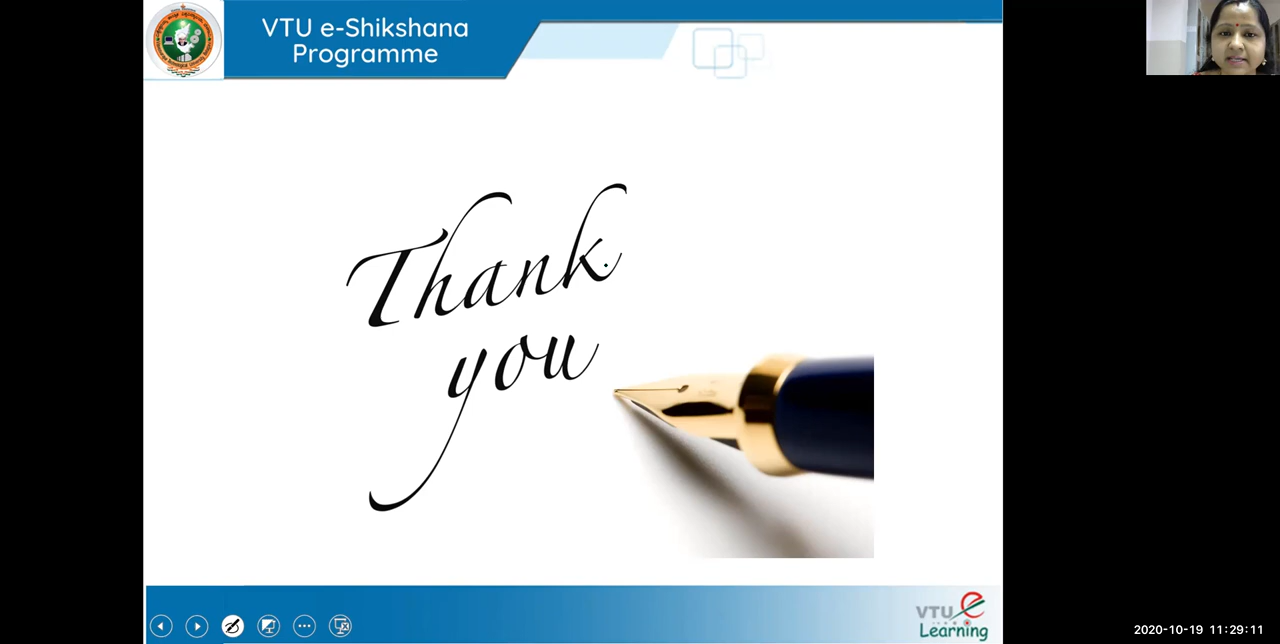 VTU e-Shikshana
Programme
Thank
you
VTU e
Learning
2020-10-19 11:29:11